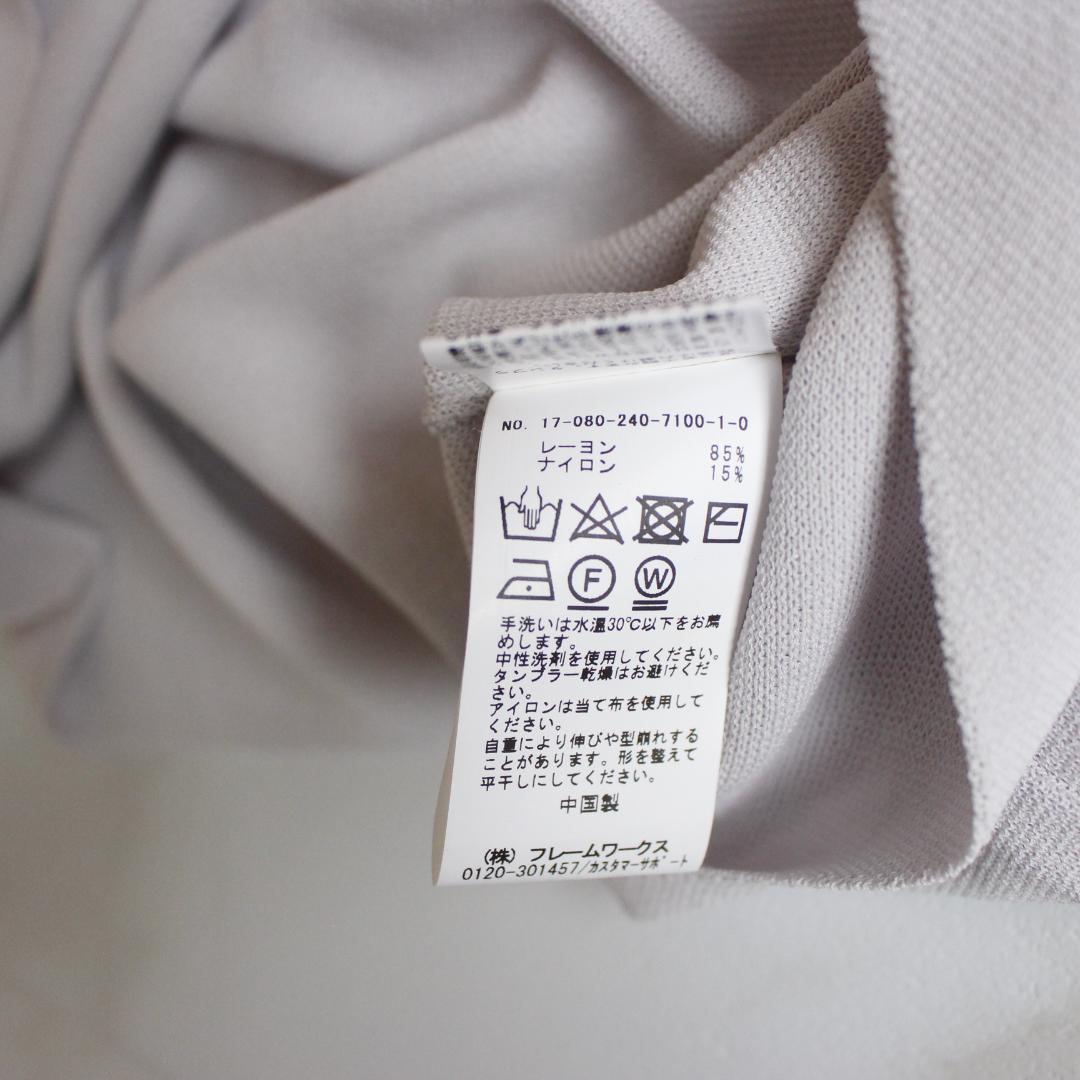 NO. 17-080-240-7100-1-0
レーヨン 85%
ナイロン 15%
F W
手洗いは水温30℃以下をお薦
めします。
中性洗剤を使用してください。
タンブラー乾燥はお避けくだ
さい。
アイロンは当て布を使用して
ください。
自重により伸びや型崩れする
ことがあります。形を整えて
平干しにしてください。
中国製
(株) フレームワークス
0120-301457/カスタマーサポート